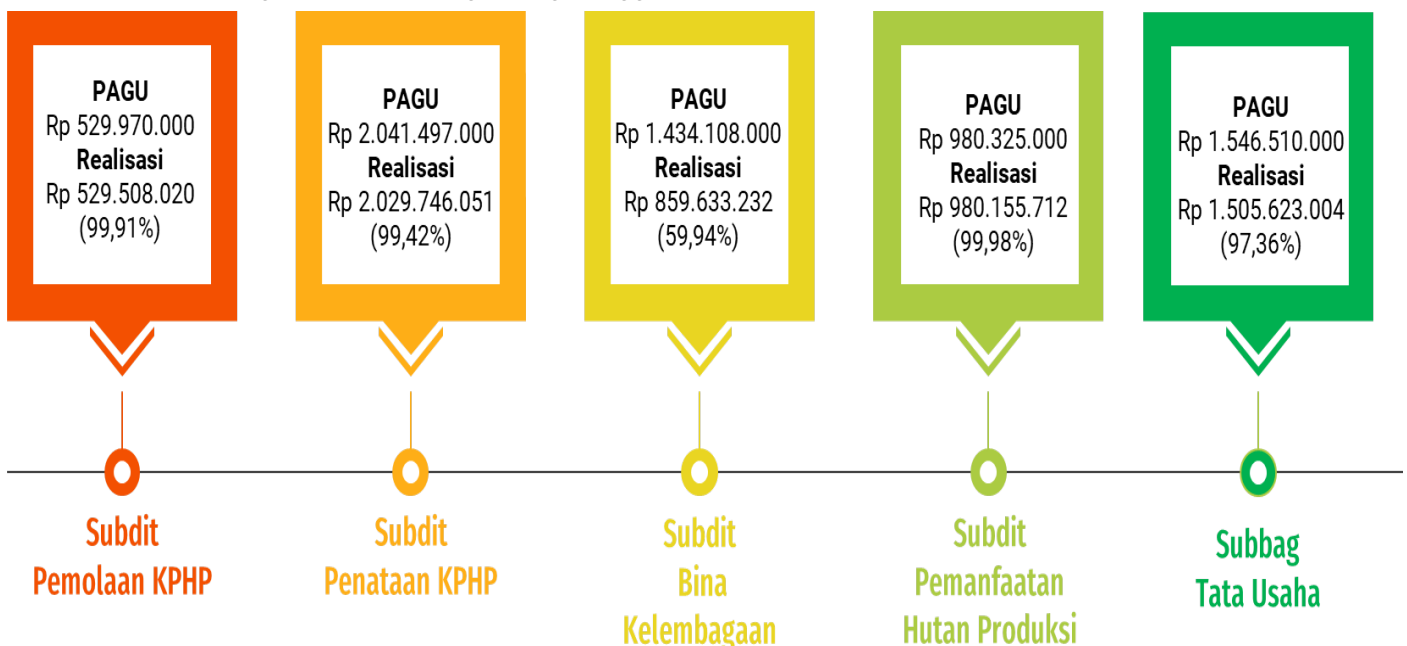 PAGU
Rp 529.970.000
Realisasi
Rp 529.508.020
(99,91%)
PAGU
Rp 2.041.497.000
Realisasi
Rp 2.029.746.051
(99,42%)
PAGU
Rp 1.434.108.000
Realisasi
Rp 859.633.232
(59,94%)
PAGU
Rp 980.325.000
Realisasi
Rp 980.155.712
(99,98%)
PAGU
Rp 1.546.510.000
Realisasi
Rp 1.505.623.004
(97,36%)
Subdit
Pemolaan KPHP
Subdit
Penataan KPHP
Subdit
Bina
Kelembagaan
Subdit
Pemanfaatan
Hutan Produksi
Subbag
Tata Usaha